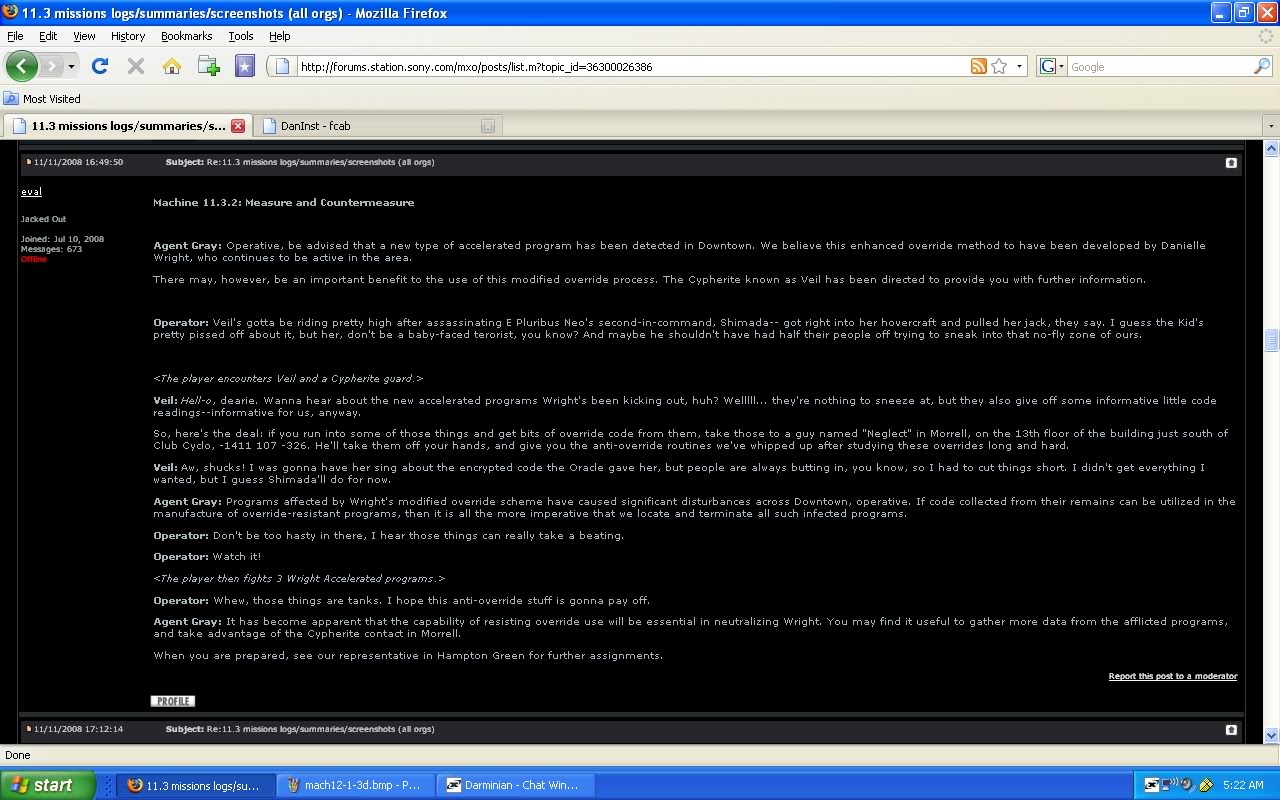 11.3 missions logs/summaries/screenshots (all orgs) - Mozilla Firefox
File Edit View History Bookmarks Tools Help
http://forums.station.sony.com/mxo/posts/list.m?topic_id=36300026386
G Google
Most Visited
11.3 missions logs/summaries/s... DanInst - fcab
11/11/2008 16:49:50 Subject: Re:11.3 missions logs/summaries/screenshots (all orgs)
eval
Jacked Out
Joined: Jul 10, 2008
Messages: 673
Offline
Machine 11.3.2: Measure and Countermeasure
Agent Gray: Operative, be advised that a new type of accelerated program has been detected in Downtown. We believe this enhanced override method to have been developed by Danielle
Wright, who continues to be active in the area.
There may, however, be an important benefit to the use of this modified override process. The Cypherite known as Veil has been directed to provide you with further information.
Operator: Veil's gotta be riding pretty high after assassinating E Pluribus Neo's second-in-command, Shimada-- got right into her hovercraft and pulled her jack, they say. I guess the Kid's
pretty pissed off about it, but her, don't be a baby-faced terorist, you know? And maybe he shouldn't have had half their people off trying to sneak into that no-fly zone of ours.
<The player encounters Veil and a Cypherite guard.>
Veil: Hell-o, dearie. Wanna hear about the new accelerated programs Wright's been kicking out, huh? Welllll... they're nothing to sneeze at, but they also give off some informative little code
readings--informative for us, anyway.
So, here's the deal: if you run into some of those things and get bits of override code from them, take those to a guy named "Neglect" in Morrell, on the 13th floor of the building just south of
Club Cyclo, -1411 107 -326. He'll take them off your hands, and give you the anti-override routines we've whipped up after studying these overrides long and hard.
Veil: Aw, shucks! I was gonna have her sing about the encrypted code the Oracle gave her, but people are always butting in, you know, so I had to cut things short. I didn't get everything I
wanted, but I guess Shimada'll do for now.
Agent Gray: Programs affected by Wright's modified override scheme have caused significant disturbances across Downtown, operative. If code collected from their remains can be utilized in the
manufacture of override-resistant programs, then it is all the more imperative that we locate and terminate all such infected programs.
Operator: Don't be too hasty in there, I hear those things can really take a beating.
Operator: Watch it!
<The player then fights 3 Wright Accelerated programs.>
Operator: Whew, those things are tanks. I hope this anti-override stuff is gonna pay off.
Agent Gray: It has become apparent that the capability of resisting override use will be essential in neutralizing Wright. You may find it useful to gather more data from the afflicted programs,
and take advantage of the Cypherite contact in Morrell.
When you are prepared, see our representative in Hampton Green for further assignments.
Report this post to a moderator
PROFILE
11/11/2008 17:12:14 Subject: Re:11.3 missions logs/summaries/screenshots (all orgs)
Done
start 11.3 missions logs/su... mach12-1-3d.bmp - P... Darminian - Chat Win... 5:22 AM